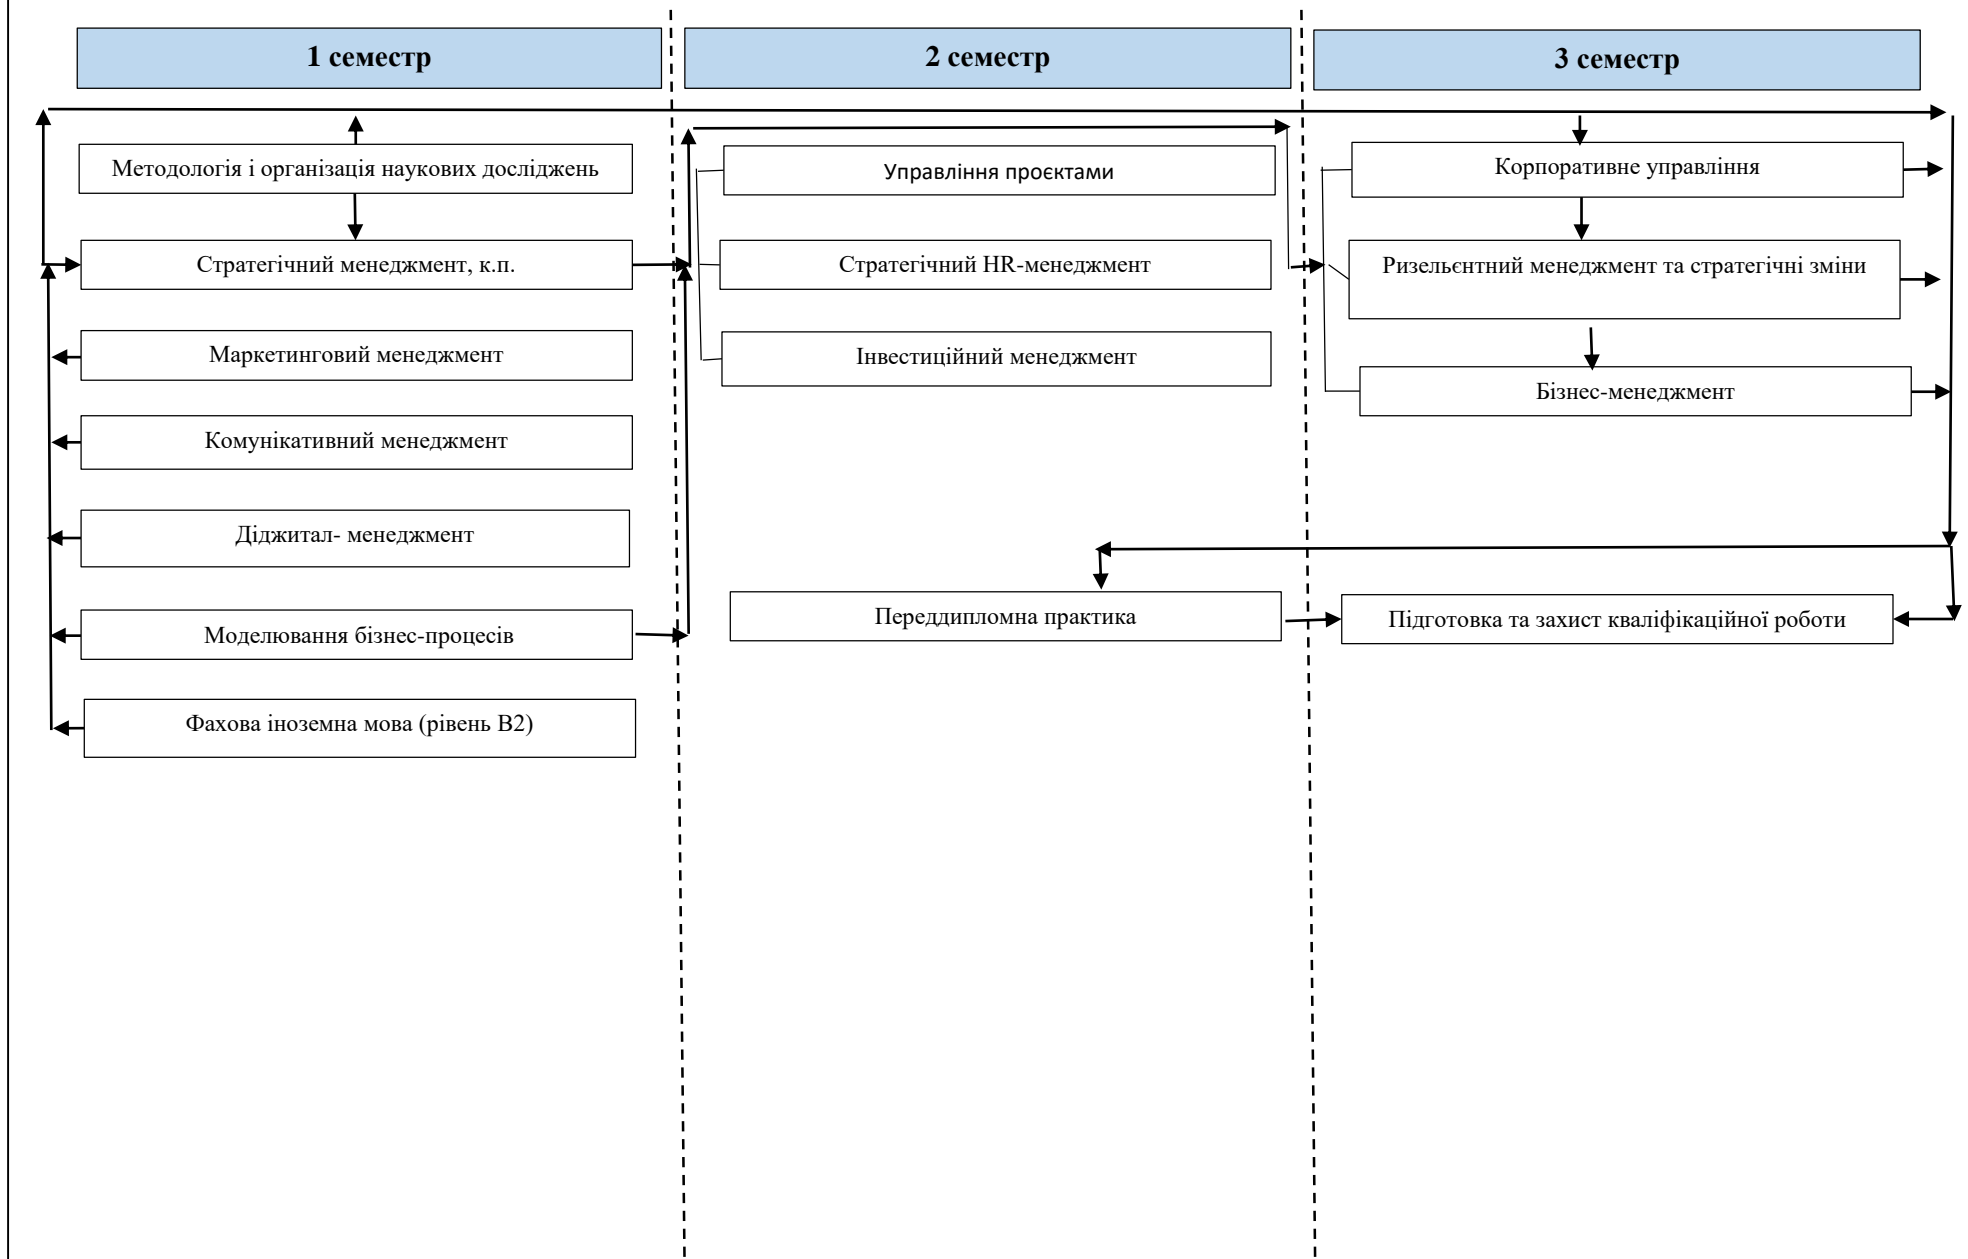 1 семестр
2 семестр
3 семестр
Методологія і організація наукових досліджень
Стратегічний менеджмент, к.п.
Маркетинговий менеджмент
Комунікативний менеджмент
Діджитал- менеджмент
Моделювання бізнес-процесів
Фахова іноземна мова (рівень В2)
Управління проєктами
Стратегічний HR-менеджмент
Інвестиційний менеджмент
Переддипломна практика
Корпоративне управління
Ризельєнтний менеджмент та стратегічні зміни
Бізнес-менеджмент
Підготовка та захист кваліфікаційної роботи